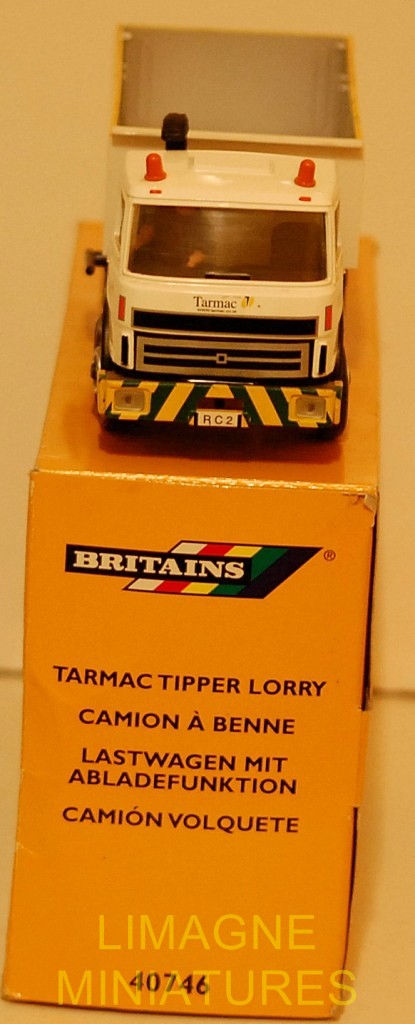 Tarmac
RC2
BRITAINS®
TARMAC TIPPER LORRY
CAMION À BENNE
LASTWAGEN MIT
ABLADEFUNKTION
CAMIÓN VOLQUETE
LIMAGNE
40746
MINIATURES